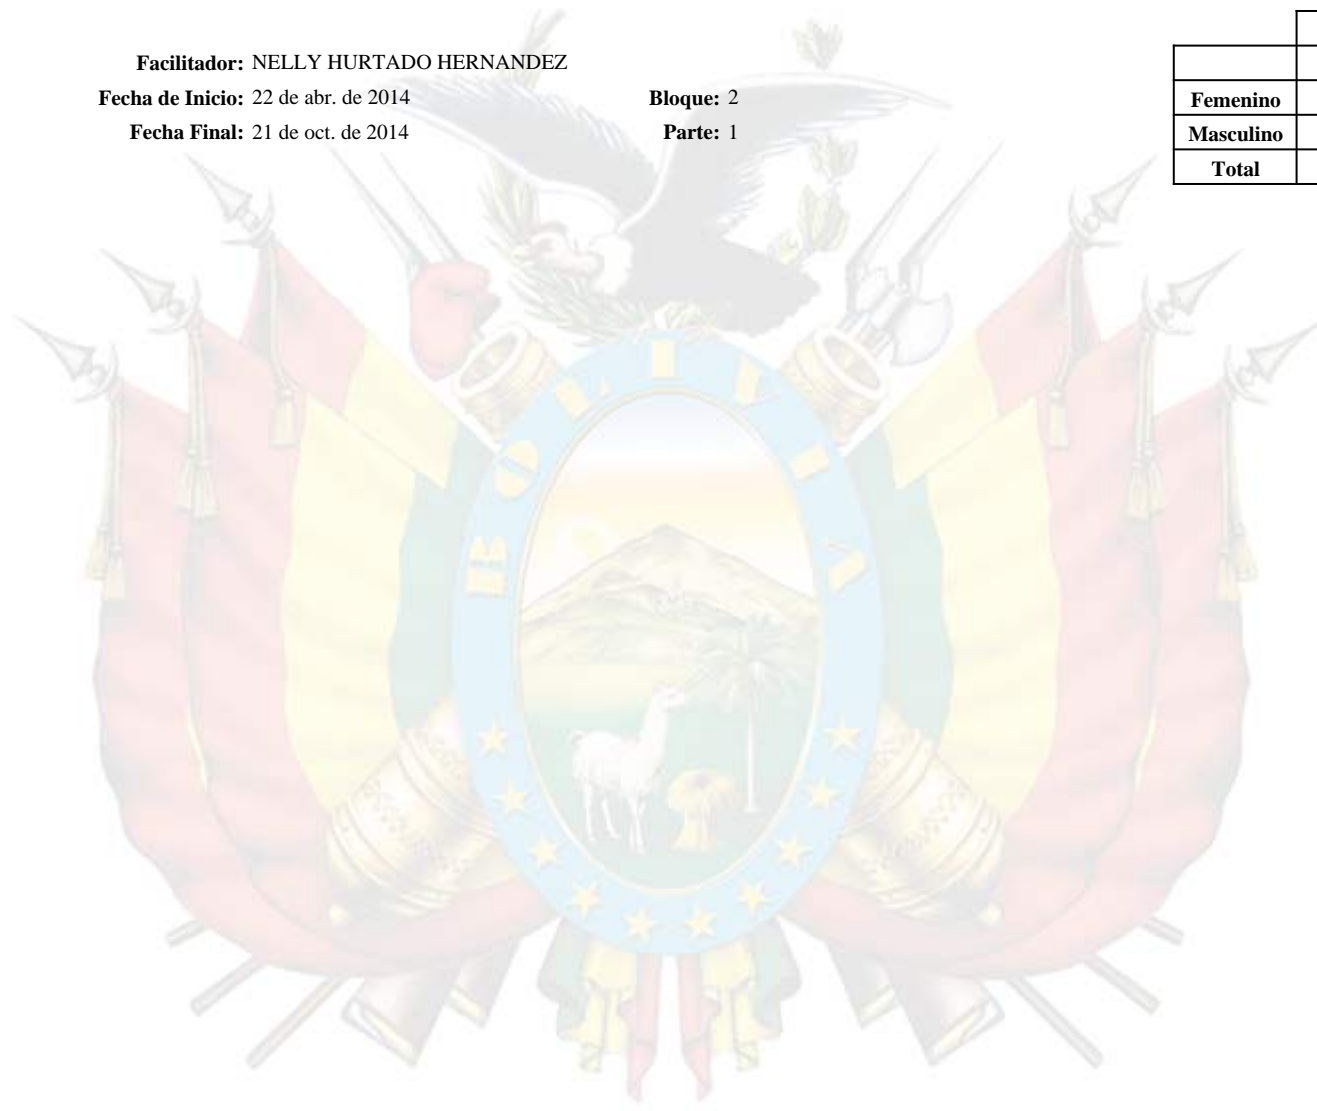 Facilitador: NELLY HURTADO HERNANDEZ
Fecha de Inicio: 22 de abr. de 2014 Bloque: 2
Fecha Final: 21 de oct. de 2014 Parte: 1
Femenino
Masculino
Total
BOLIVIA